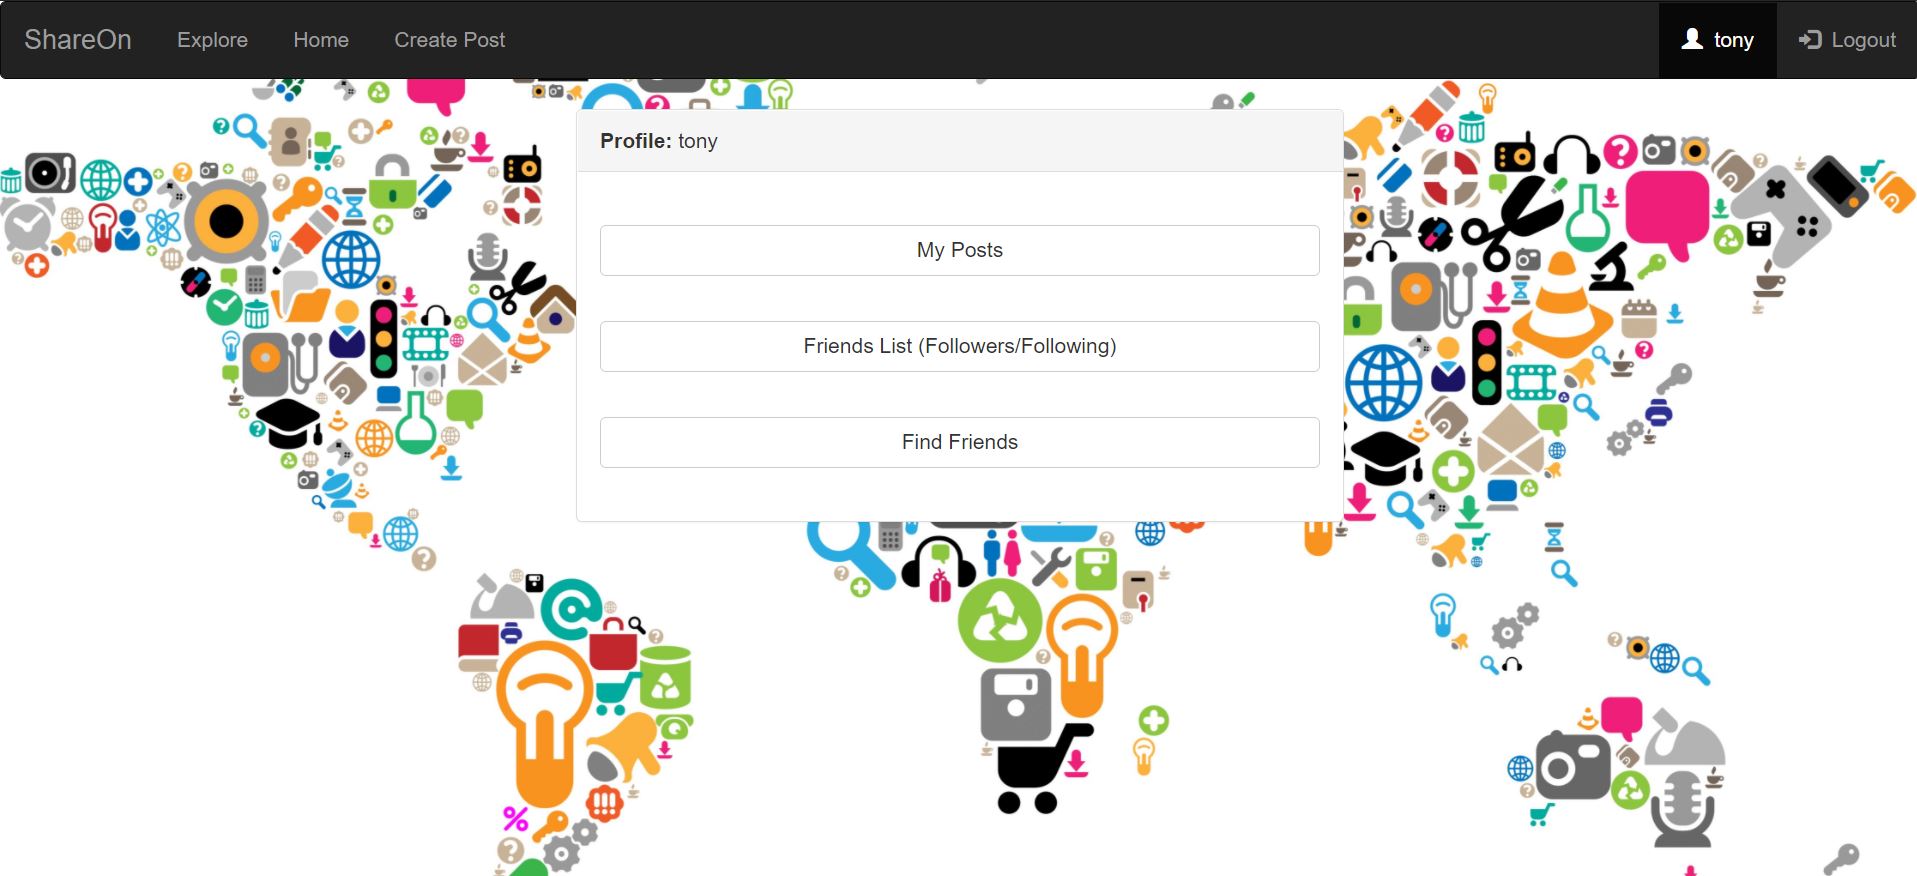 ShareOn Explore Home Create Post tony Logout
Profile: tony
My Posts
Friends List (Followers/Following)
Find Friends